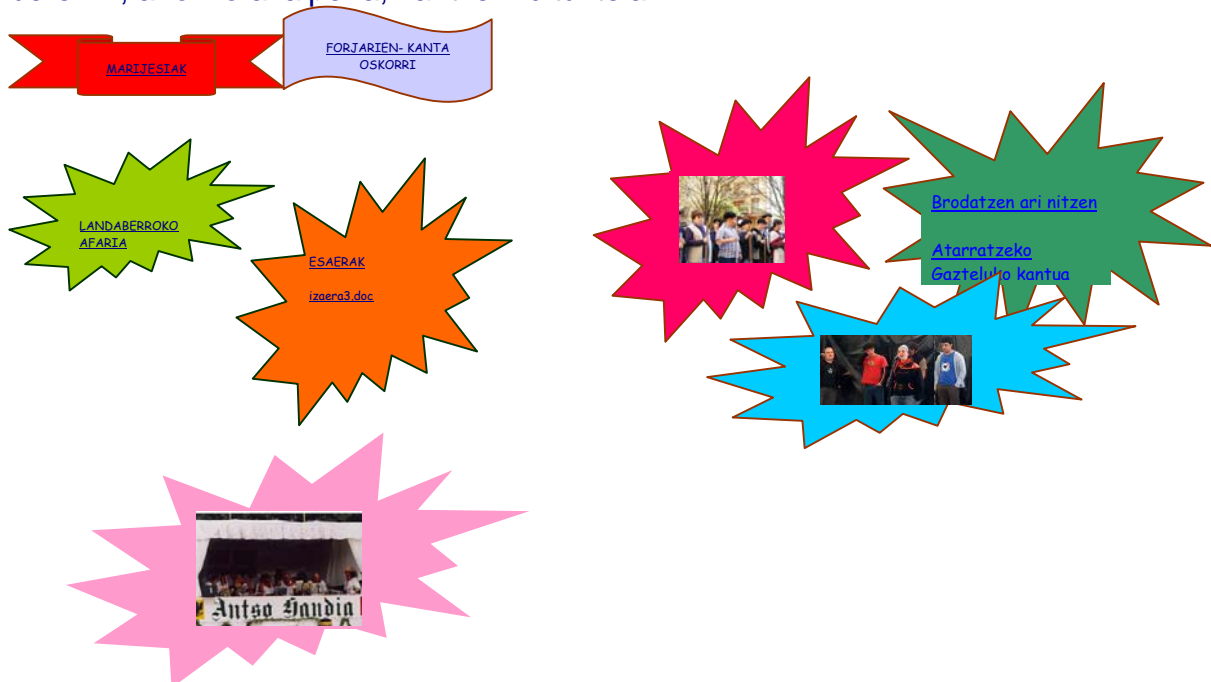 MARIJESIAK
FORJARIEN- KANTA
OSKORRI
LANDABERROKO
AFARIA
ESAERAK
izaera3.doc
Brodatzen ari nitzen
Atarratzeko
Gazteluko kantua
Antso Handia